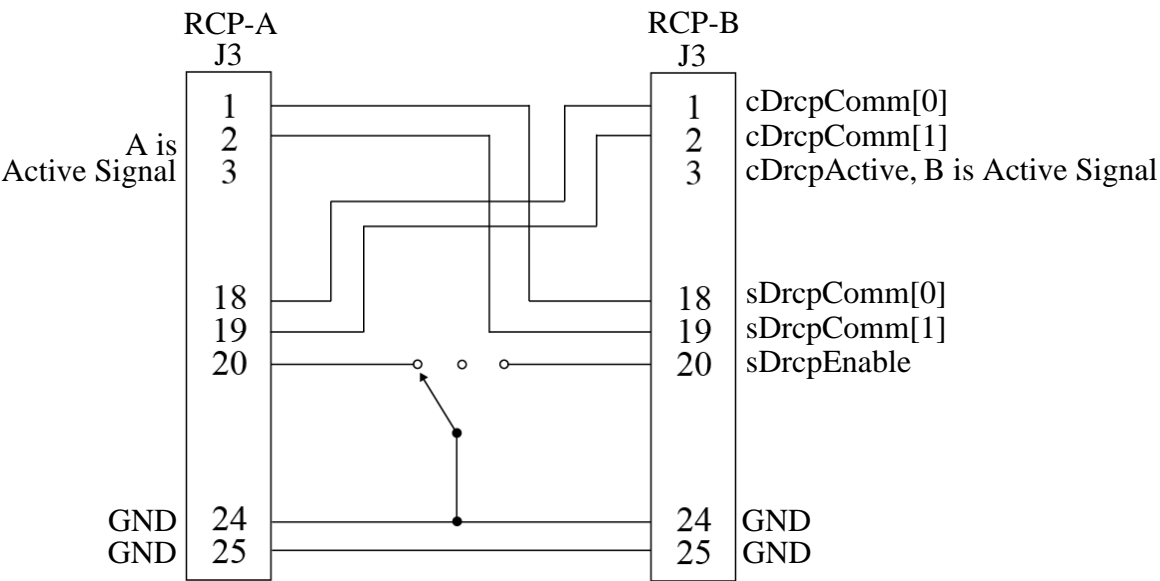 RCP-A
J3
RCP-B
J3
1
2
A is
Active Signal
3
18
19
20
GND 24
GND 25
1 cDrcpComm[0]
2 cDrcpComm[1]
3 cDrcpActive, B is Active Signal
18 sDrcpComm[0]
19 sDrcpComm[1]
20 sDrcpEnable
24 GND
25 GND